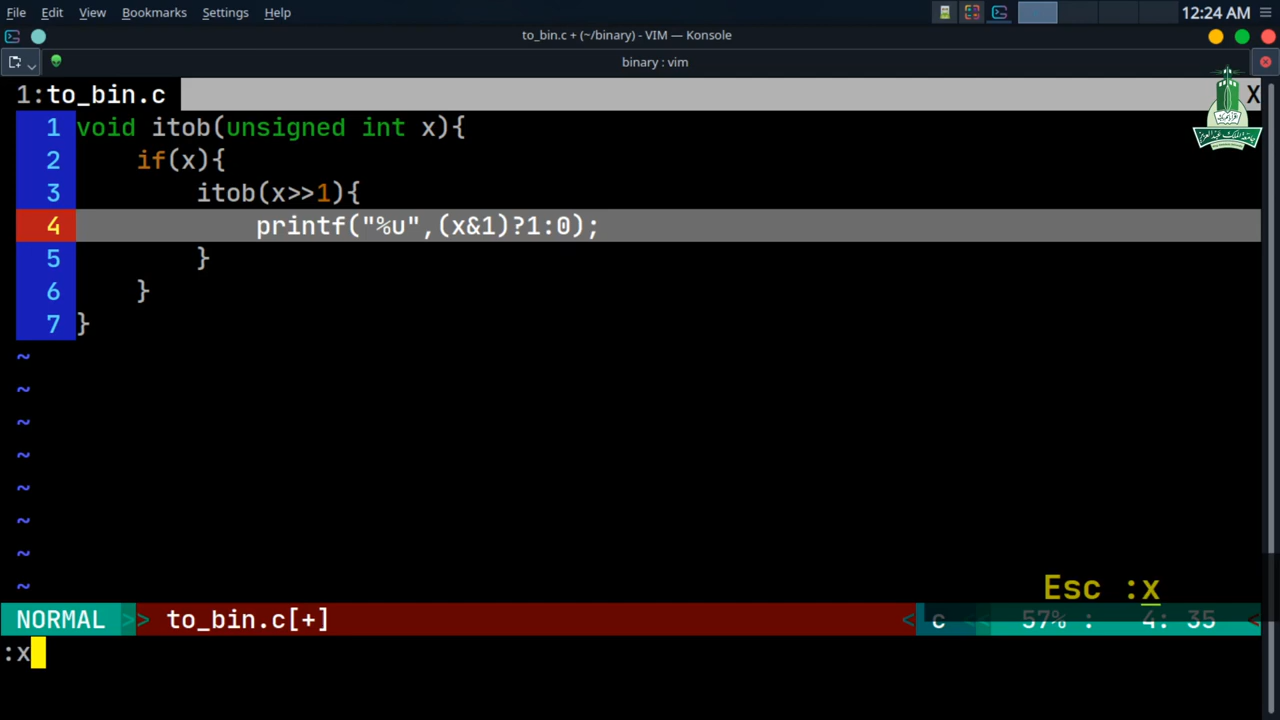 File Edit View Bookmarks Settings Help
12:24 AM
to_bin.c + (~/binary) - VIM — Konsole
binary : vim
1:to_bin.c X
1 void itob(unsigned int x){
2 if(x){
3 itob(x>>1){
4 printf("%u",(x&1)?1:0);
5 }
6 }
7 }
~
~
~
~
~
~
~
~
Esc :x
NORMAL >> to_bin.c[+] < c << 57% : 4: 35 <
:x